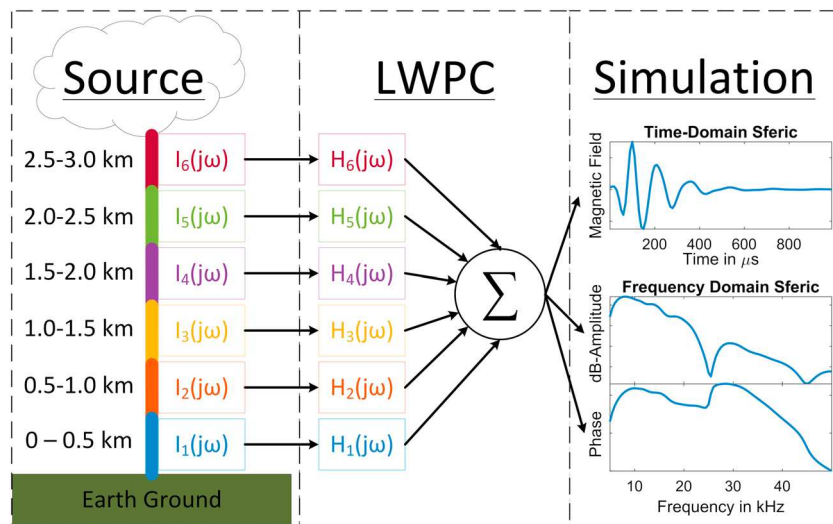 Source
LWPC
Simulation
2.5-3.0 km
I₆(jω)
H₆(jω)
2.0-2.5 km
I₅(jω)
H₅(jω)
1.5-2.0 km
I₄(jω)
H₄(jω)
1.0-1.5 km
I₃(jω)
H₃(jω)
0.5-1.0 km
I₂(jω)
H₂(jω)
0 – 0.5 km
I₁(jω)
H₁(jω)
Earth Ground
Σ
Time-Domain Sferic
Magnetic Field
200 400 600 800
Time in μs
Frequency Domain Sferic
dB-Amplitude
Phase
10 20 30 40
Frequency in kHz